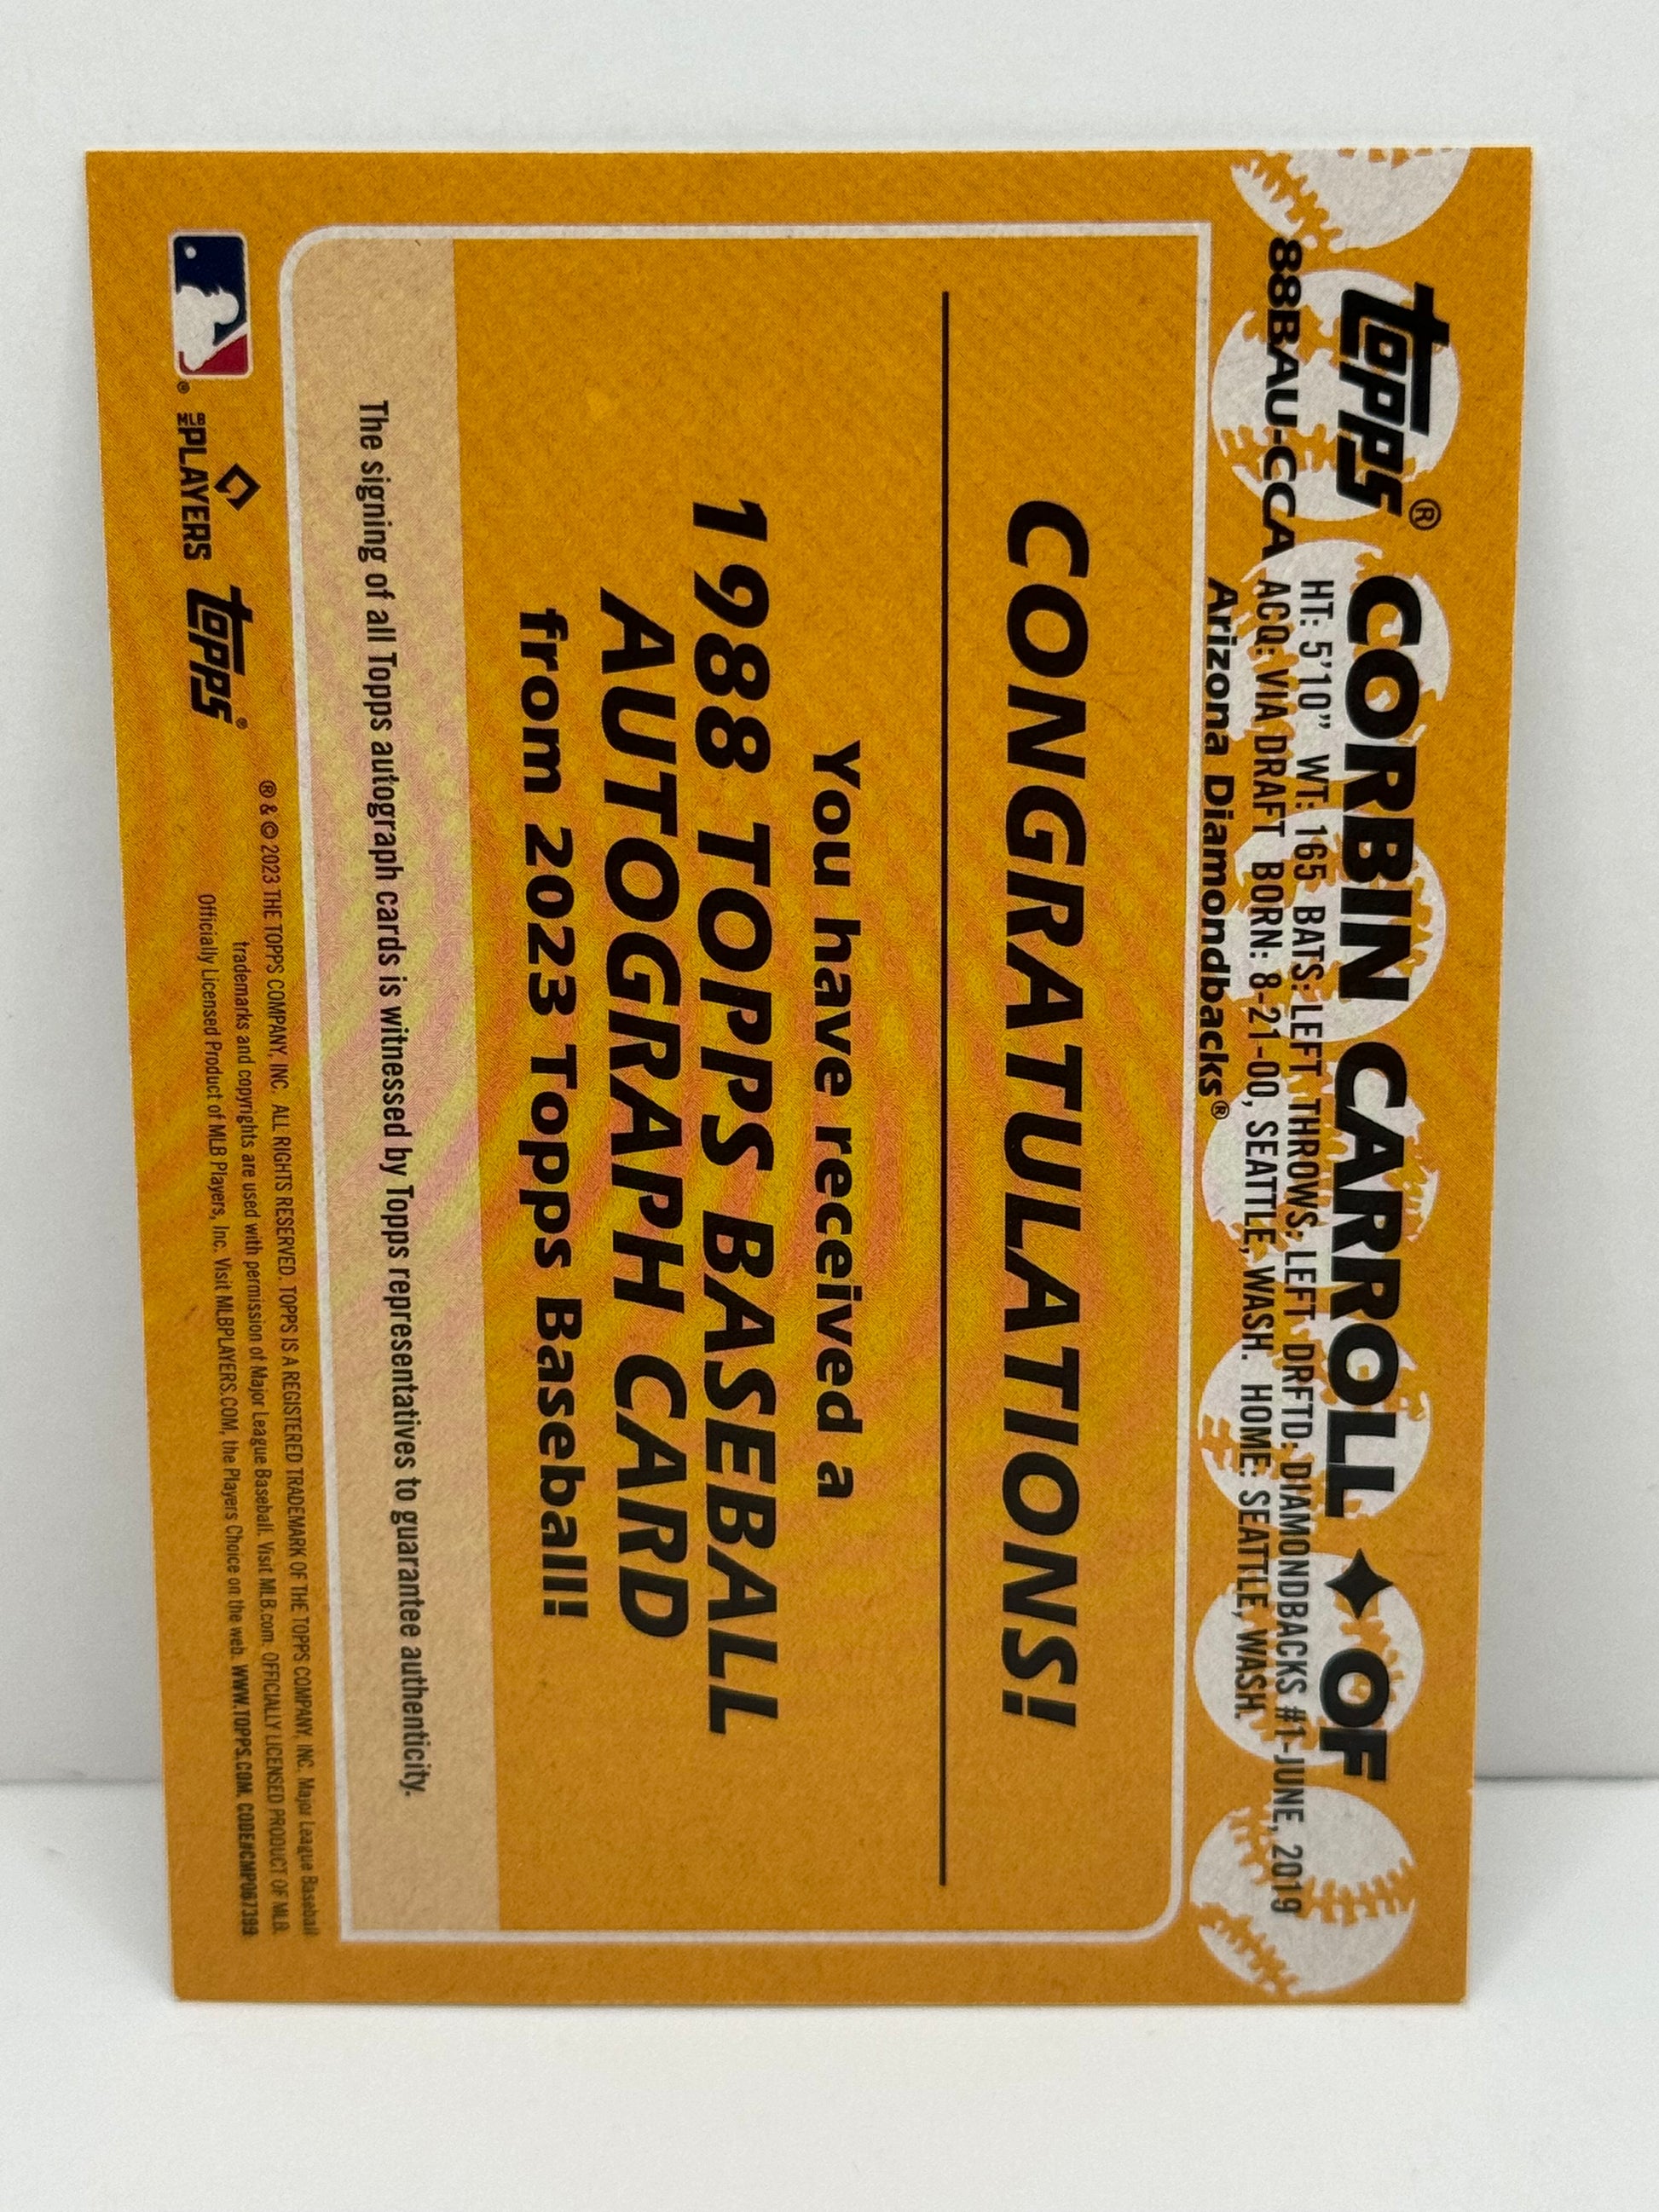 topps®
CORBIN CARROLL ✦ OF
88BAU-CCA
HT: 5'10" WT: 165 BATS: LEFT THROWS: LEFT DRFTD: DIAMONDBACKS #1-JUNE, 2019
ACQ: VIA DRAFT BORN: 8-21-00, SEATTLE, WASH. HOME: SEATTLE, WASH.
Arizona Diamondbacks®
CONGRATULATIONS!
You have received a
1988 TOPPS BASEBALL
AUTOGRAPH CARD
from 2023 Topps Baseball!
The signing of all Topps autograph cards is witnessed by Topps representatives to guarantee authenticity.
MLB PLAYERS
topps®
® & © 2023 THE TOPPS COMPANY, INC. ALL RIGHTS RESERVED. TOPPS IS A REGISTERED TRADEMARK OF THE TOPPS COMPANY, INC. Major League Baseball
trademarks and copyrights are used with permission of Major League Baseball. Visit MLB.com. OFFICIALLY LICENSED PRODUCT OF MLB
Officially Licensed Product of MLB Players, Inc. Visit MLBPLAYERS.COM, the Players Choice on the web. WWW.TOPPS.COM. CODE#CMP067399